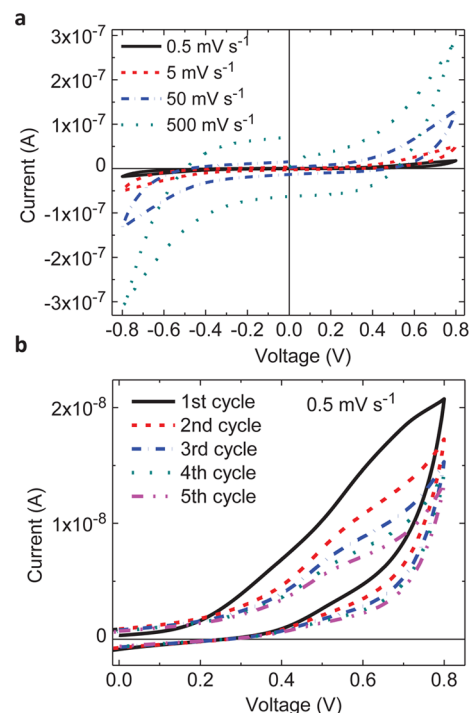 a
3x10-7
2x10-7
1x10-7
0
-1x10-7
-2x10-7
-3x10-7
Current (A)
0.5 mV s-1
5 mV s-1
50 mV s-1
500 mV s-1
-0.8 -0.6 -0.4 -0.2 0.0 0.2 0.4 0.6 0.8
Voltage (V)
b
2x10-8
1x10-8
0
Current (A)
1st cycle
2nd cycle
3rd cycle
4th cycle
5th cycle
0.5 mV s-1
0.0 0.2 0.4 0.6 0.8
Voltage (V)